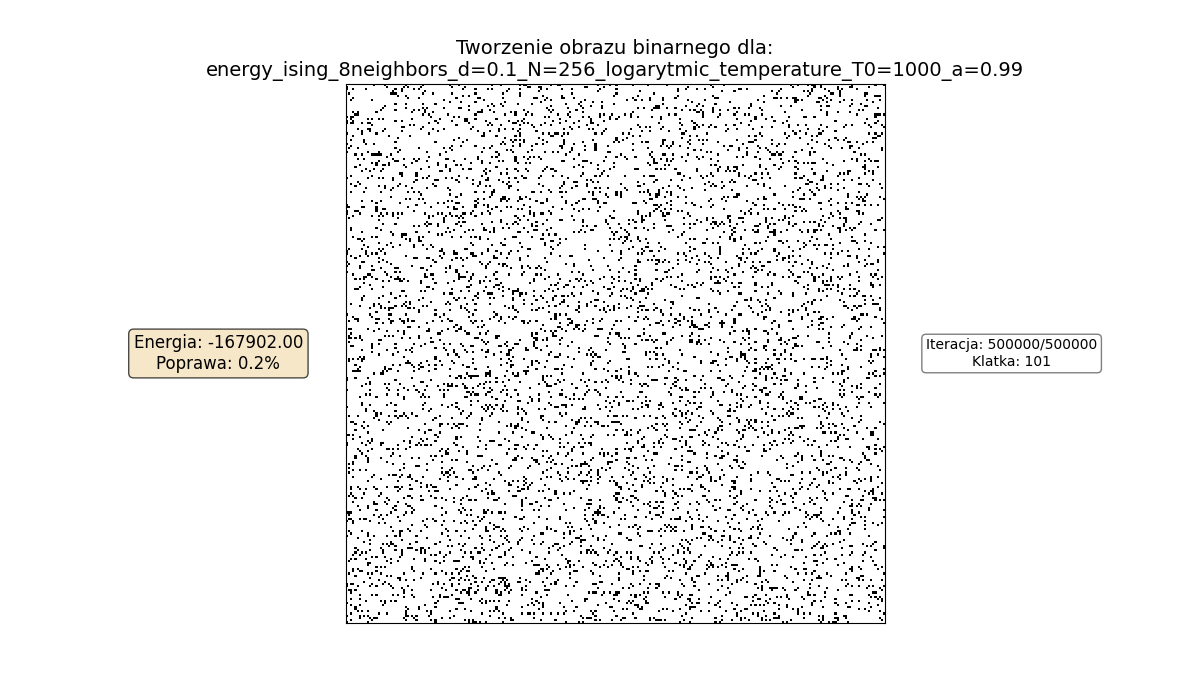 Tworzenie obrazu binarnego dla:
energy_ising_8neighbors_d=0.1_N=256_logarytmic_temperature_T0=1000_a=0.99
Energia: -167902.00
Poprawa: 0.2%
Iteracja: 500000/500000
Klatka: 101